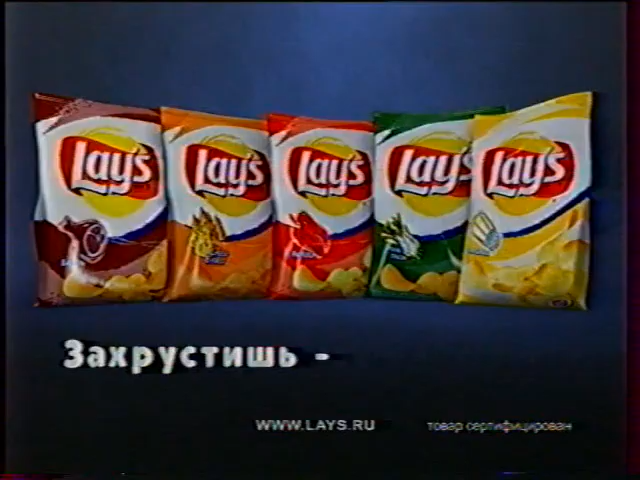 Lay's Lay's Lay's Lay's Lay's
Захрустишь -
WWW.LAYS.RU товар сертифицирован